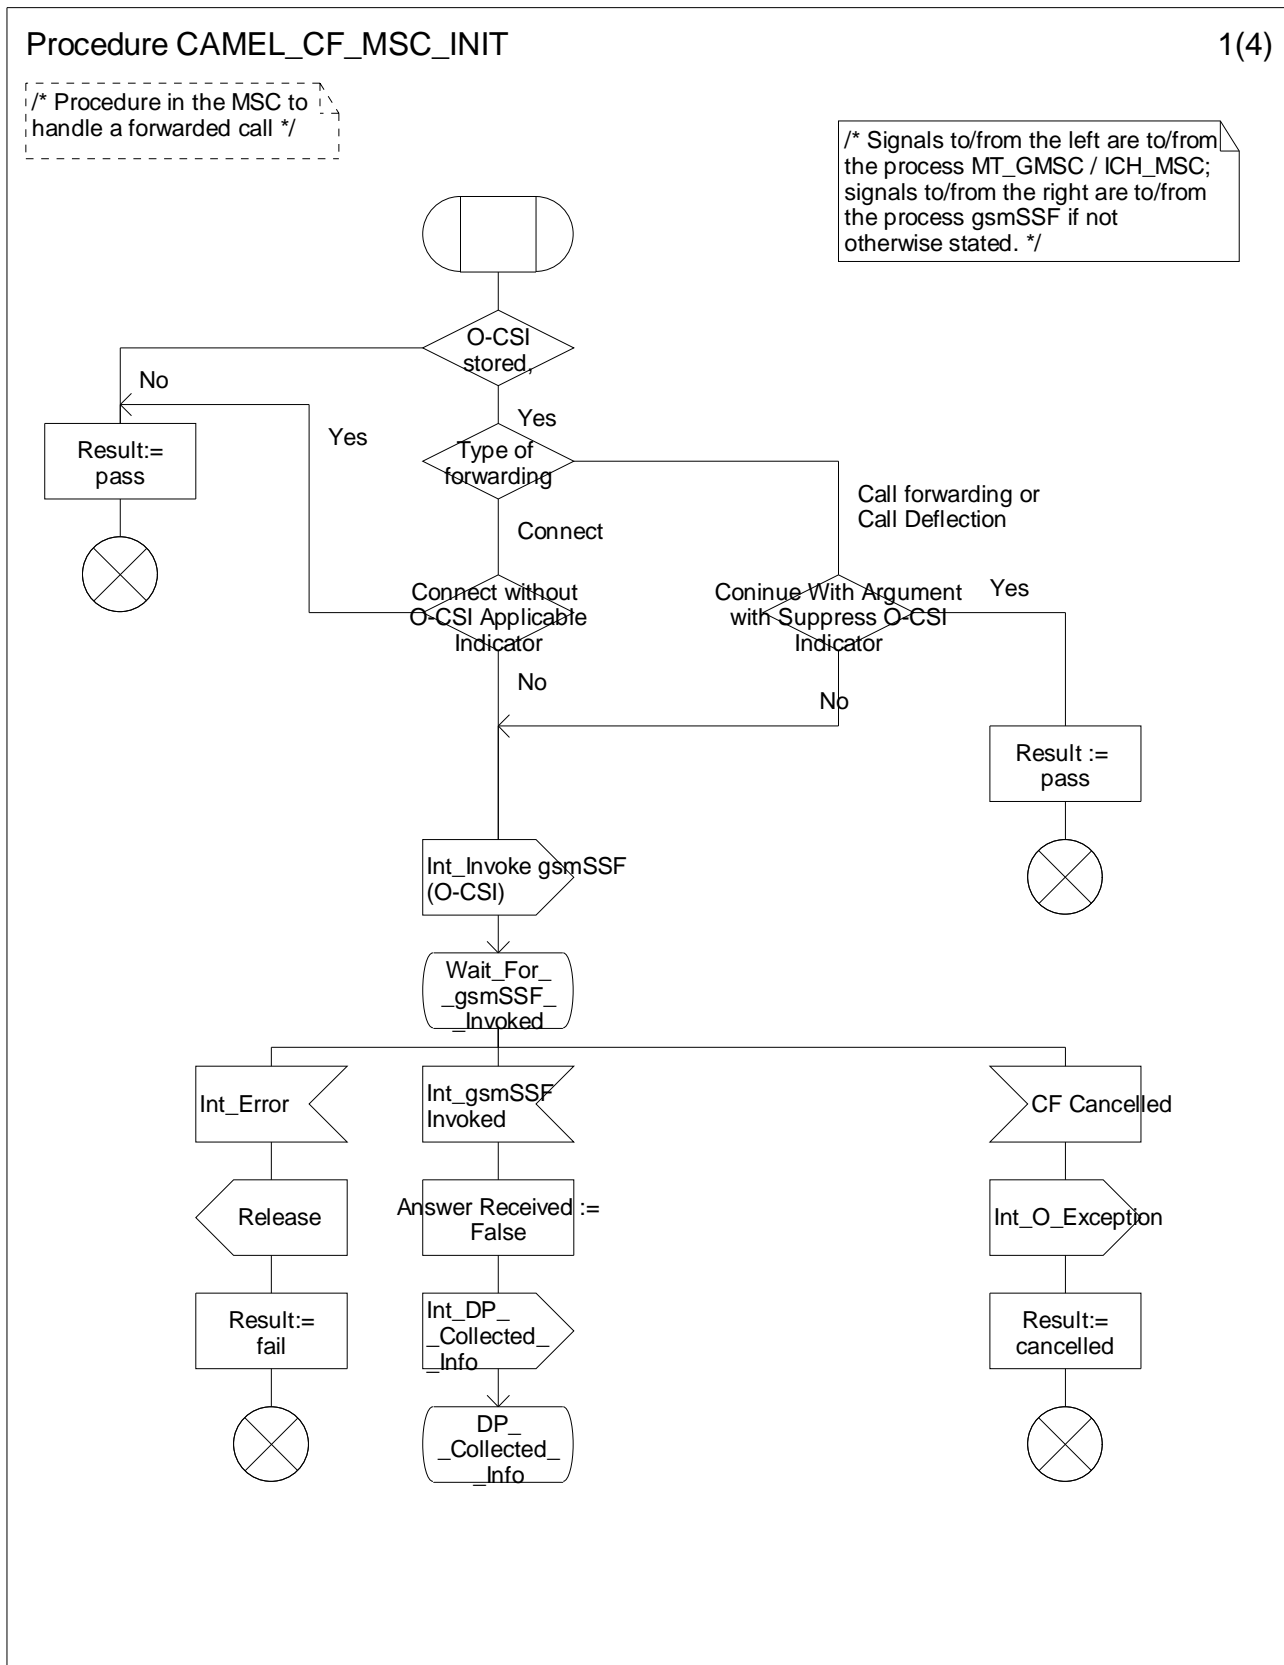 Procedure CAMEL_CF_MSC_INIT
1(4)
/* Procedure in the MSC to
handle a forwarded call */
/* Signals to/from the left are to/from
the process MT_GMSC / ICH_MSC;
signals to/from the right are to/from
the process gsmSSF if not
otherwise stated. */
O-CSI
stored,
No
Yes
Yes
Result:=
pass
Type of
forwarding
Call forwarding or
Call Deflection
Connect
Connect without
O-CSI Applicable
Indicator
Coninue With Argument
with Suppress O-CSI
Indicator
Yes
No
No
Result :=
pass
Int_Invoke gsmSSF
(O-CSI)
Wait_For_
_gsmSSF_
_Invoked
Int_Error
Int_gsmSSF
Invoked
CF Cancelled
Release
Answer Received :=
False
Int_O_Exception
Result:=
fail
Int_DP_
_Collected_
_Info
Result:=
cancelled
DP_
_Collected_
_Info